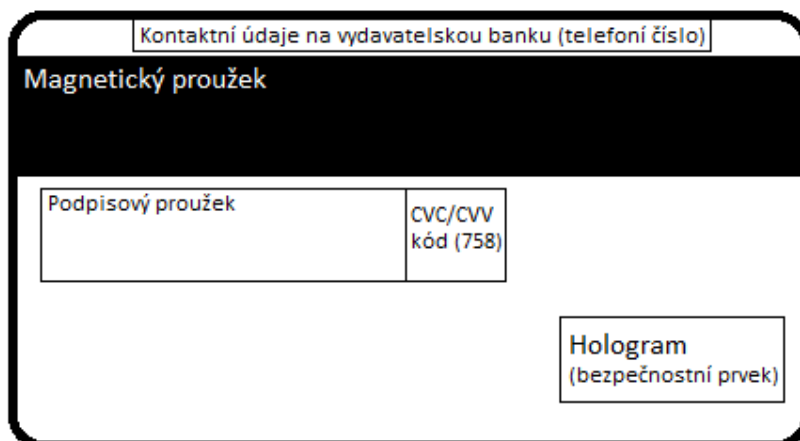 Kontaktní údaje na vydavatelskou banku (telefoní číslo)
Magnetický proužek
Podpisový proužek
CVC/CVV
kód (758)
Hologram
(bezpečnostní prvek)